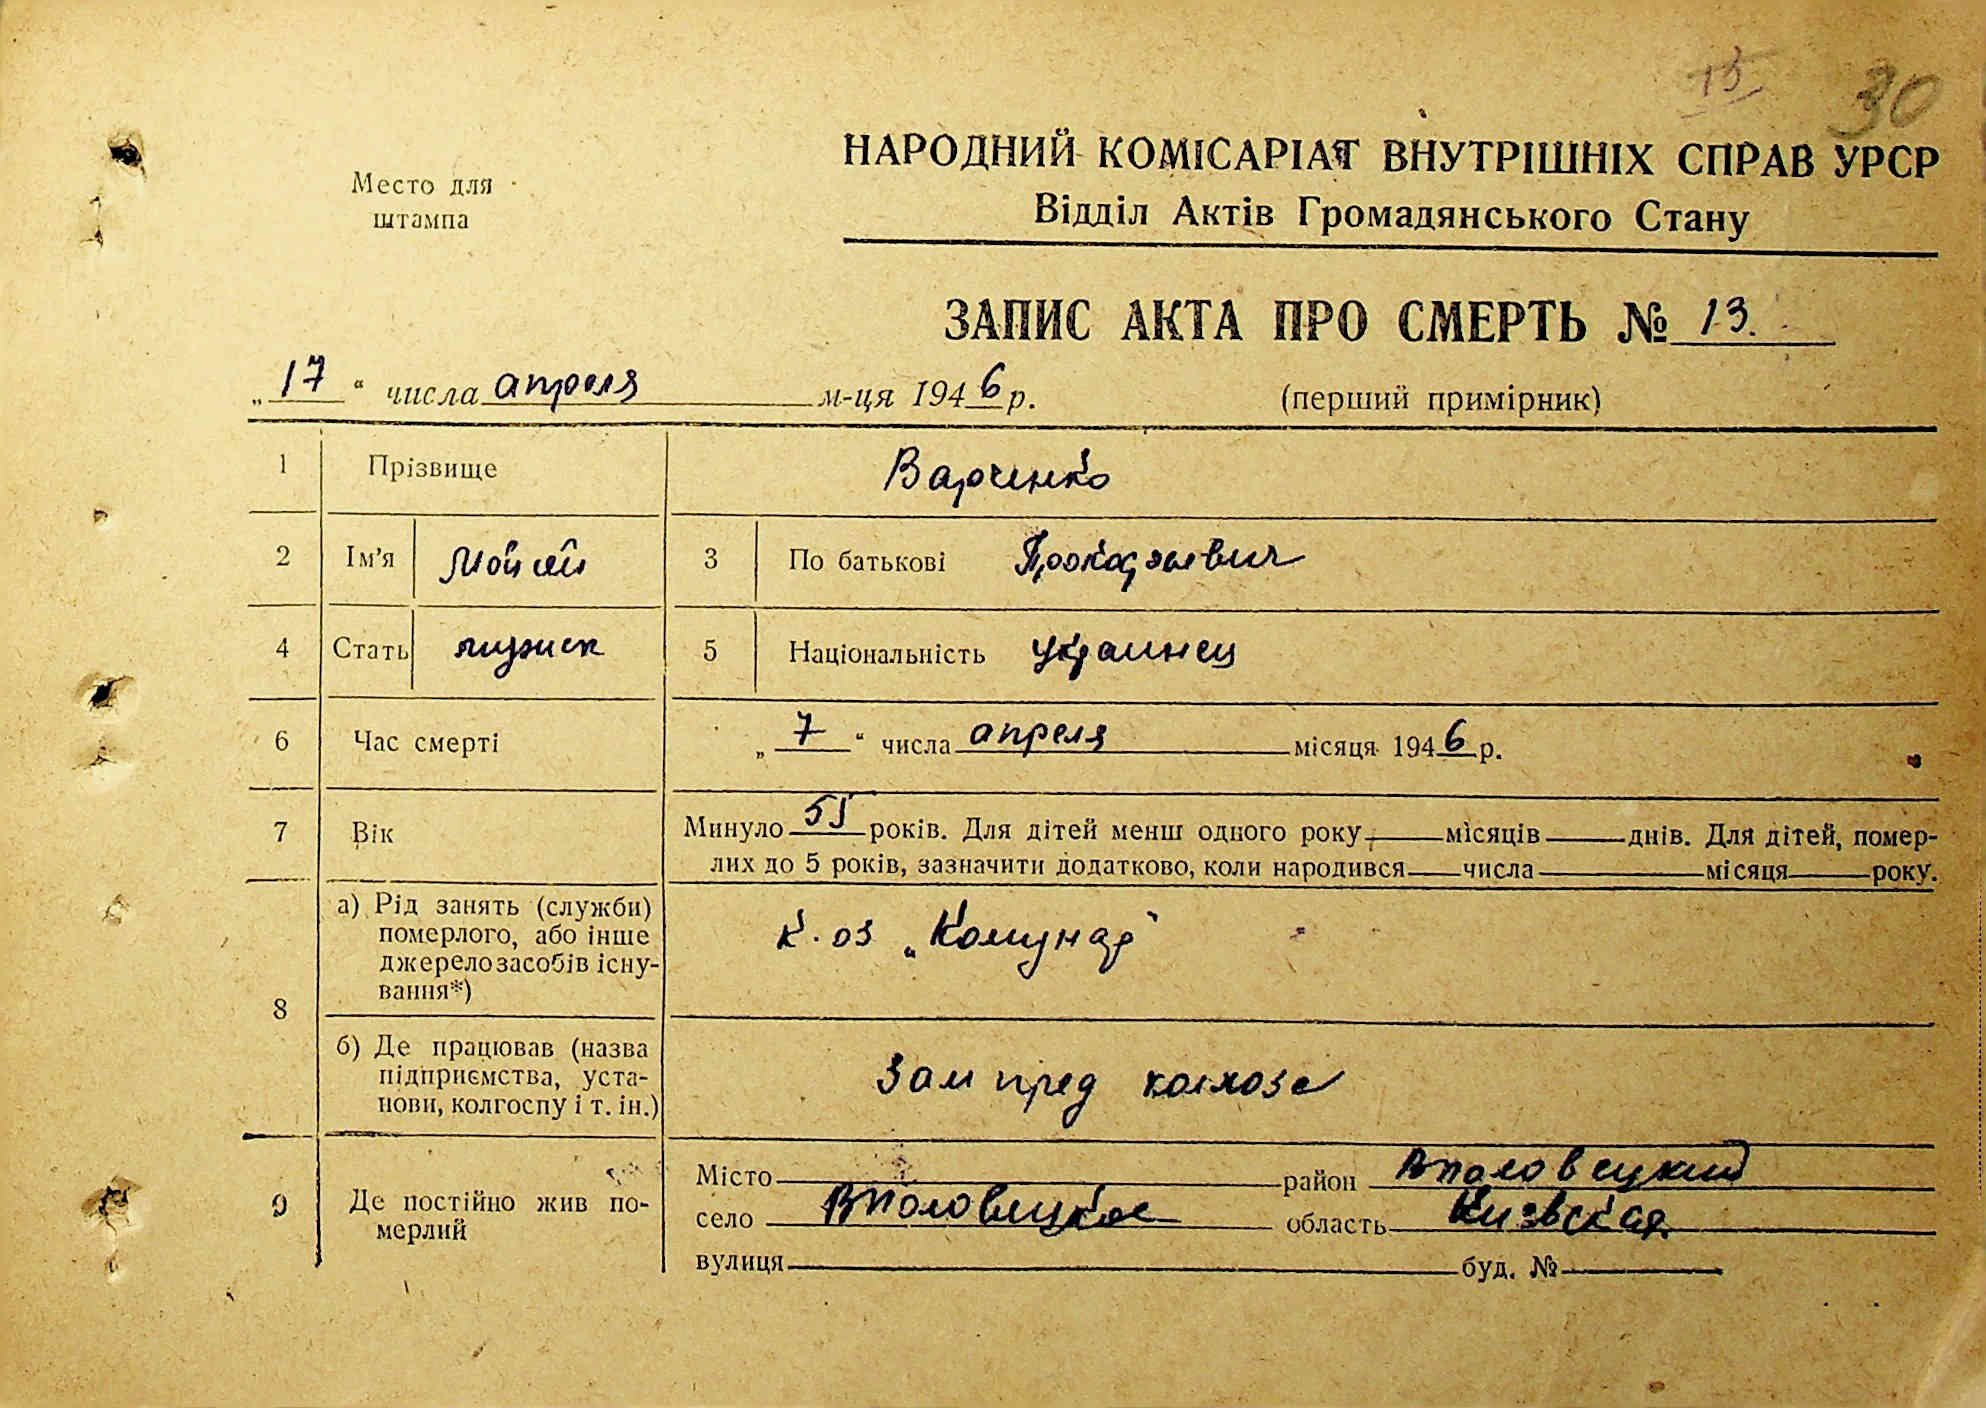 15
30
Место для
штампа
НАРОДНИЙ КОМІСАРІАТ ВНУТРІШНІХ СПРАВ УРСР
Відділ Актів Громадянського Стану
ЗАПИС АКТА ПРО СМЕРТЬ № 13.
„17“ числа апреля м-ця 1946 р. (перший примірник)
1 Прізвище Варченко
2 Ім'я Мойсей 3 По батькові
4 Стать мужск 5 Національність украинец
6 Час смерті „7“ числа апреля місяця 1946 р.
7 Вік Минуло 55 років. Для дітей менш одного року, місяців днів. Для дітей, помер-
лих до 5 років, зазначити додатково, коли народився числа місяця року.
8 а) Рід занять (служби)
померлого, або інше
джерело засобів існу-
вання*)
к.оз „Комунар“
б) Де працював (назва
підприємства, уста-
нови, колгоспу і т. ін.)
Зам пред колхоза
9 Де постійно жив по-
мерлий
Місто район Вполовецкий
село Вполовецкое область Киевская
вулиця буд. №